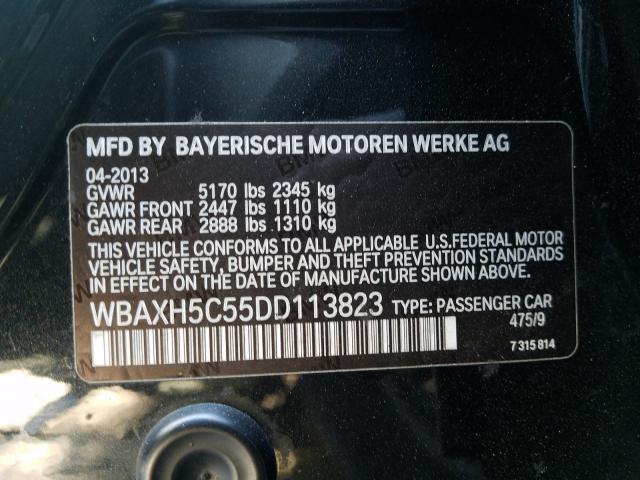 MFD BY BAYERISCHE MOTOREN WERKE AG
04-2013
GVWR 5170 lbs 2345 kg
GAWR FRONT 2447 lbs 1110 kg
GAWR REAR 2888 lbs 1310 kg
THIS VEHICLE CONFORMS TO ALL APPLICABLE U.S.FEDERAL MOTOR
VEHICLE SAFETY, BUMPER AND THEFT PREVENTION STANDARDS
IN EFFECT ON THE DATE OF MANUFACTURE SHOWN ABOVE.
WBAXH5C55DD113823 TYPE: PASSENGER CAR
475/9
7 315 814